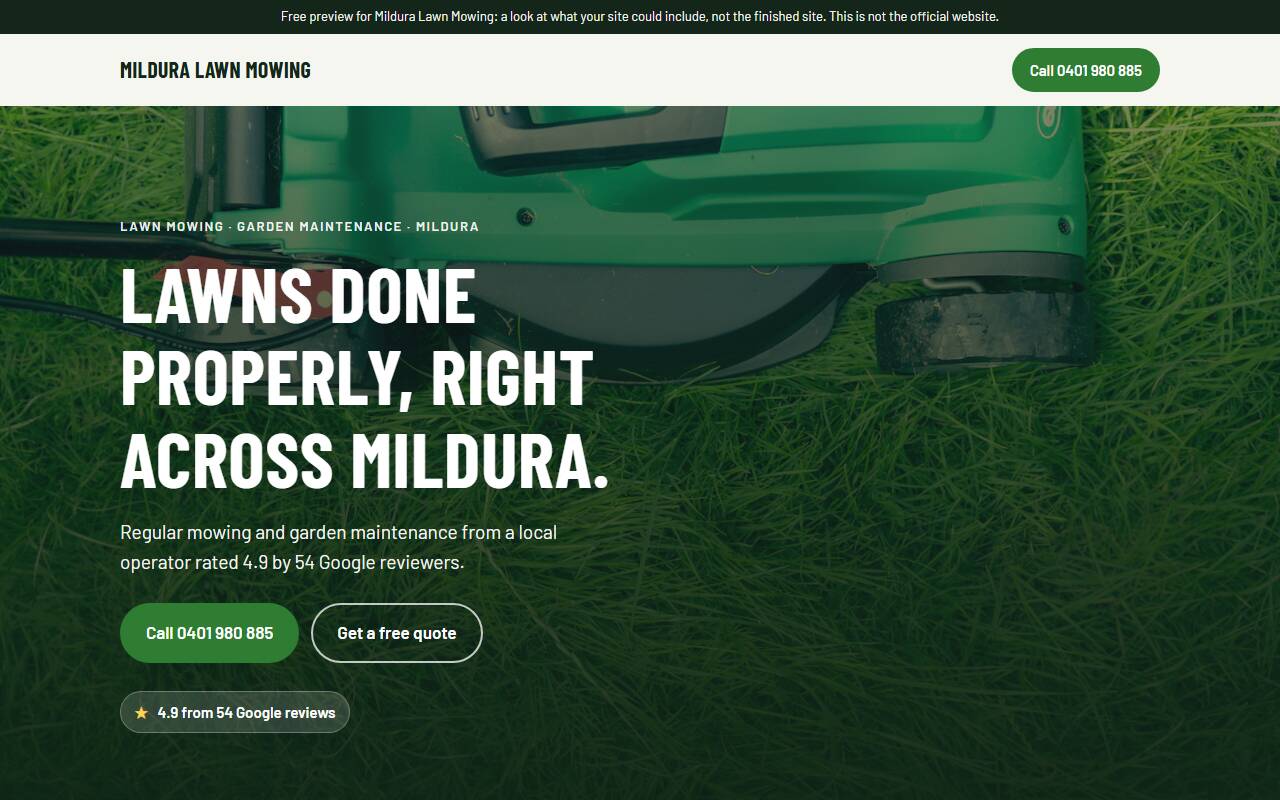 Free preview for Mildura Lawn Mowing: a look at what your site could include, not the finished site. This is not the official website.
MILDURA LAWN MOWING
Call 0401 980 885
LAWN MOWING · GARDEN MAINTENANCE · MILDURA
LAWNS DONE
PROPERLY, RIGHT
ACROSS MILDURA.
Regular mowing and garden maintenance from a local
operator rated 4.9 by 54 Google reviewers.
Call 0401 980 885
Get a free quote
★ 4.9 from 54 Google reviews